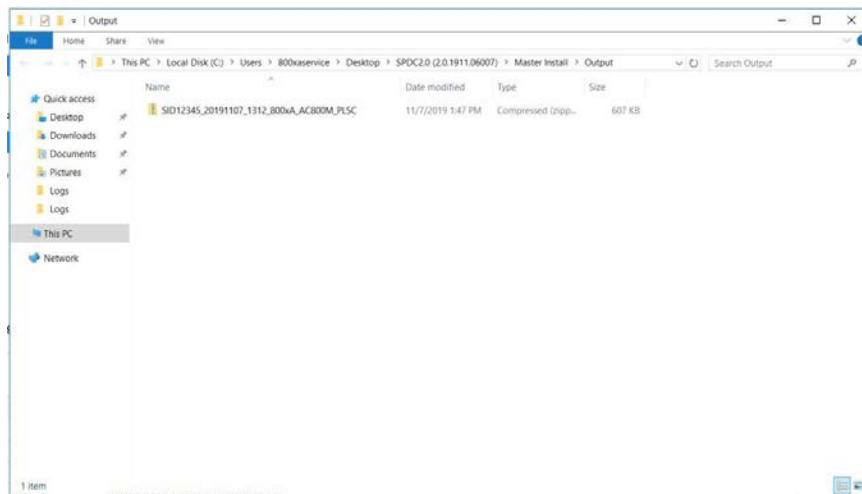 Output
File Home Share View
This PC > Local Disk (C:) > Users > 800xaservice > Desktop > SPDC2.0 (2.0.1911.06007) > Master Install > Output
Search Output
Name Date modified Type Size
Quick access
SID12345_20191107_1312_800xA_AC800M_PLSC 11/7/2019 1:47 PM Compressed (zipp... 607 KB
Desktop
Downloads
Documents
Pictures
Logs
Logs
This PC
Network
1 item